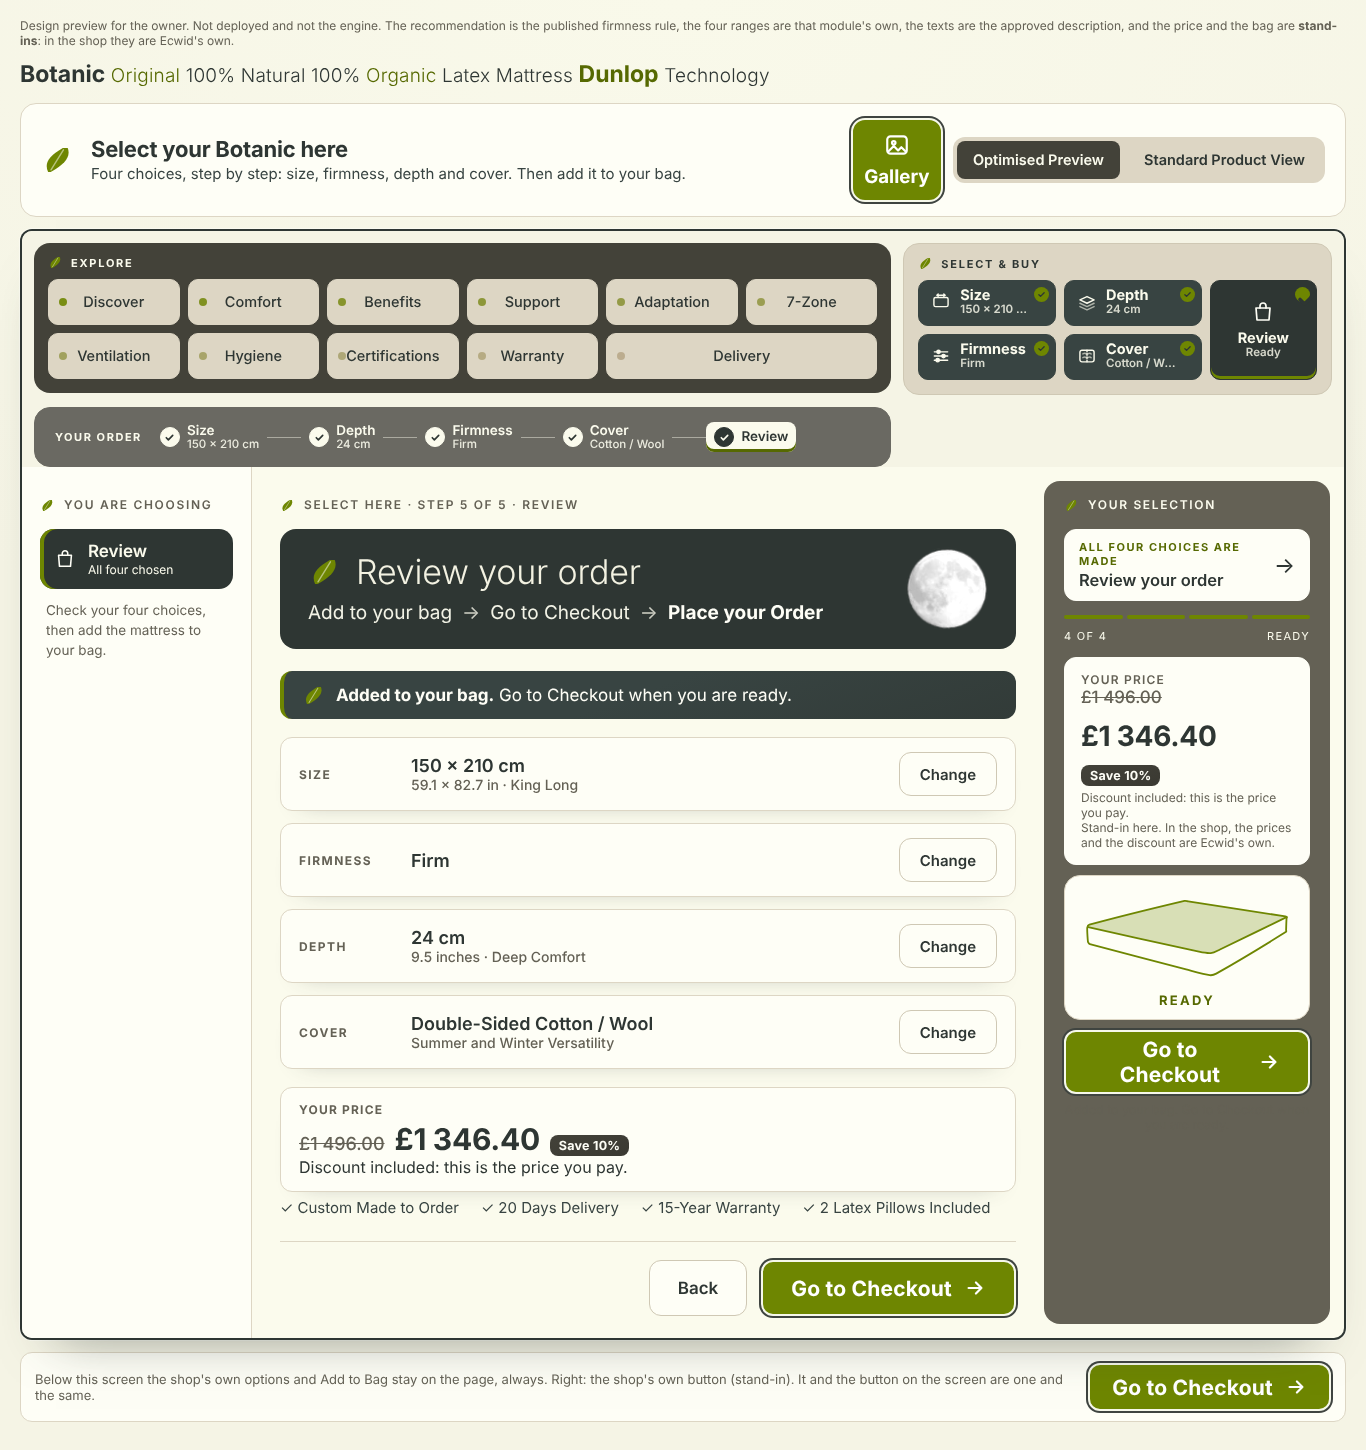 Design preview for the owner. Not deployed and not the engine. The recommendation is the published firmness rule, the four ranges are that module's own, the texts are the approved description, and the price and the bag are stand-
ins: in the shop they are Ecwid's own.
Botanic Original 100% Natural 100% Organic Latex Mattress Dunlop Technology
Select your Botanic here
Four choices, step by step: size, firmness, depth and cover. Then add it to your bag.
Gallery
Optimised Preview
Standard Product View
EXPLORE
Discover
Comfort
Benefits
Support
Adaptation
7-Zone
Ventilation
Hygiene
Certifications
Warranty
Delivery
SELECT & BUY
Size
150 × 210 ...
Depth
24 cm
Firmness
Firm
Cover
Cotton / W...
Review
Ready
YOUR ORDER
Size
150 × 210 cm
Depth
24 cm
Firmness
Firm
Cover
Cotton / Wool
Review
YOU ARE CHOOSING
Review
All four chosen
Check your four choices,
then add the mattress to
your bag.
SELECT HERE · STEP 5 OF 5 · REVIEW
Review your order
Add to your bag → Go to Checkout → Place your Order
Added to your bag. Go to Checkout when you are ready.
SIZE
150 × 210 cm
59.1 × 82.7 in · King Long
Change
FIRMNESS
Firm
Change
DEPTH
24 cm
9.5 inches · Deep Comfort
Change
COVER
Double-Sided Cotton / Wool
Summer and Winter Versatility
Change
YOUR PRICE
£1 496.00 £1 346.40 Save 10%
Discount included: this is the price you pay.
✓ Custom Made to Order ✓ 20 Days Delivery ✓ 15-Year Warranty ✓ 2 Latex Pillows Included
Back
Go to Checkout →
YOUR SELECTION
ALL FOUR CHOICES ARE
MADE
Review your order →
4 OF 4
READY
YOUR PRICE
£1 496.00
£1 346.40
Save 10%
Discount included: this is the price
you pay.
Stand-in here. In the shop, the prices
and the discount are Ecwid's own.
READY
Go to
Checkout →
Below this screen the shop's own options and Add to Bag stay on the page, always. Right: the shop's own button (stand-in). It and the button on the screen are one and
the same.
Go to Checkout →